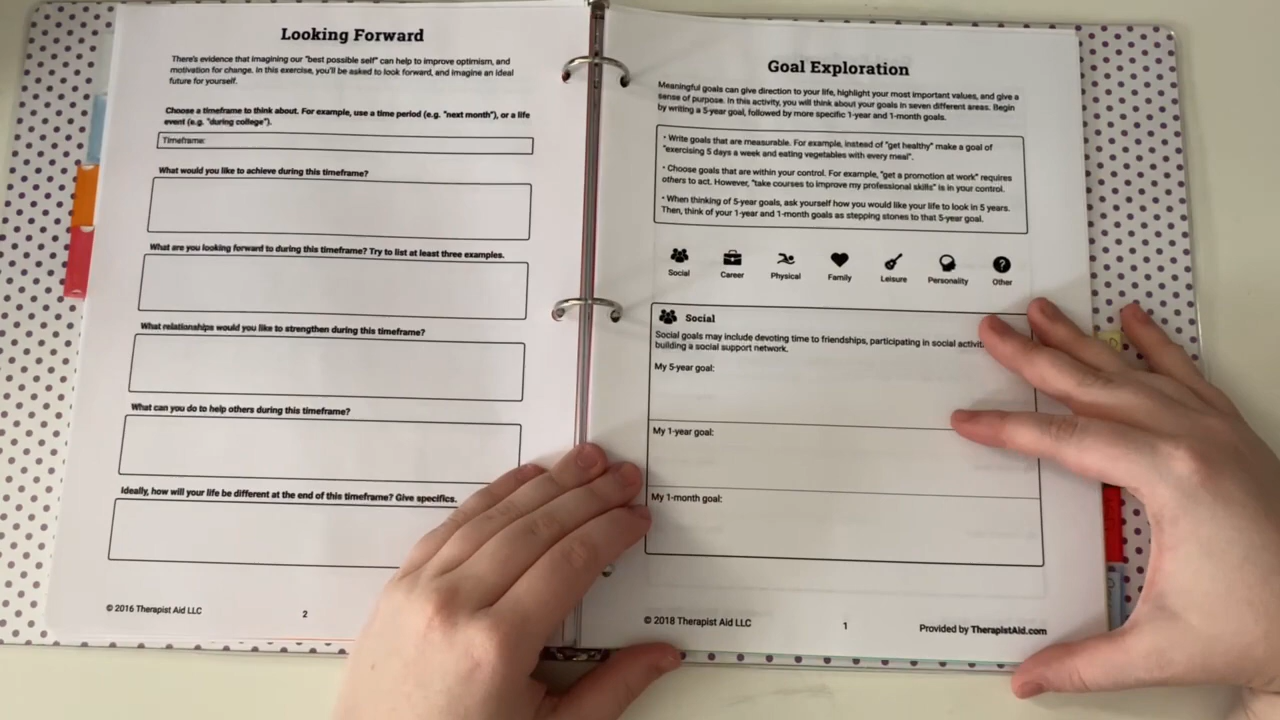 Looking Forward
There's evidence that imagining our "best possible self" can help to improve optimism, and
motivation for change. In this exercise, you'll be asked to look forward, and imagine an ideal
future for yourself.
Choose a timeframe to think about. For example, use a time period (e.g. "next month"), or a life
event (e.g. "during college").
Timeframe:
What would you like to achieve during this timeframe?
What are you looking forward to during this timeframe? Try to list at least three examples.
What relationships would you like to strengthen during this timeframe?
What can you do to help others during this timeframe?
Ideally, how will your life be different at the end of this timeframe? Give specifics.
© 2016 Therapist Aid LLC
2
Goal Exploration
Meaningful goals can give direction to your life, highlight your most important values, and give a
sense of purpose. In this activity, you will think about your goals in seven different areas. Begin
by writing a 5-year goal, followed by more specific 1-year and 1-month goals.
• Write goals that are measurable. For example, instead of "get healthy" make a goal of
"exercising 5 days a week and eating vegetables with every meal".
• Choose goals that are within your control. For example, "get a promotion at work" requires
others to act. However, "take courses to improve my professional skills" is in your control.
• When thinking of 5-year goals, ask yourself how you would like your life to look in 5 years.
Then, think of your 1-year and 1-month goals as stepping stones to that 5-year goal.
Social Career Physical Family Leisure Personality Other
Social
Social goals may include devoting time to friendships, participating in social
building a social support network.
My 5-year goal:
My 1-year goal:
My 1-month goal:
© 2018 Therapist Aid LLC
1
Provided by TherapistAid.com